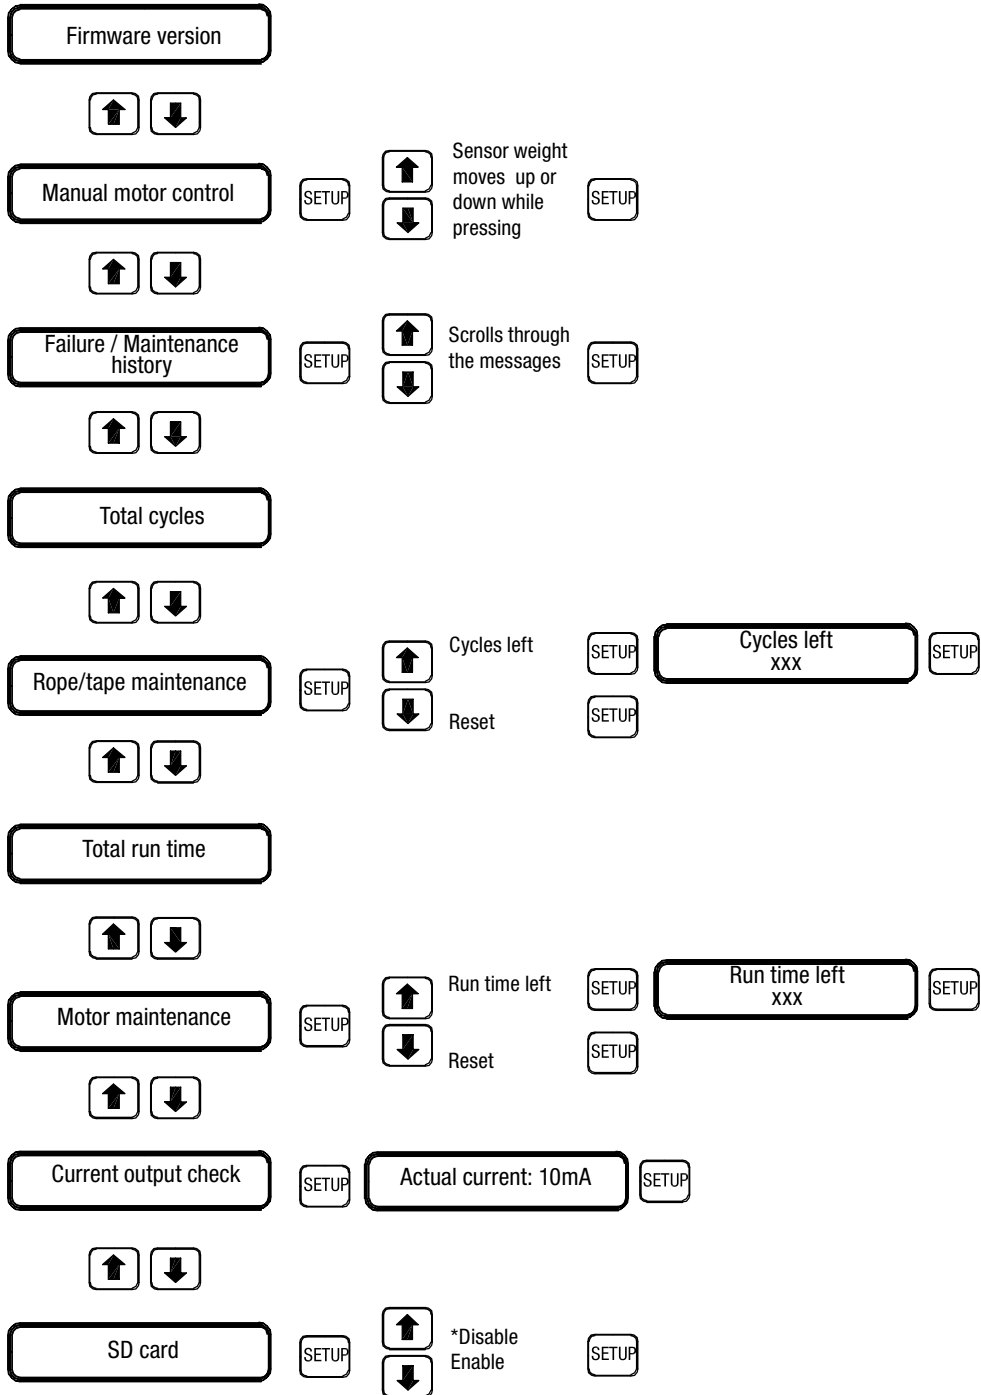 Firmware version
Manual motor control
SETUP
Sensor weight
moves up or
down while
pressing
SETUP
Failure / Maintenance
history
SETUP
Scrolls through
the messages
SETUP
Total cycles
Rope/tape maintenance
SETUP
Cycles left
SETUP
Cycles left
xxx
SETUP
Reset
SETUP
Total run time
Motor maintenance
SETUP
Run time left
SETUP
Run time left
xxx
SETUP
Reset
SETUP
Current output check
SETUP
Actual current: 10mA
SETUP
SD card
SETUP
*Disable
Enable
SETUP